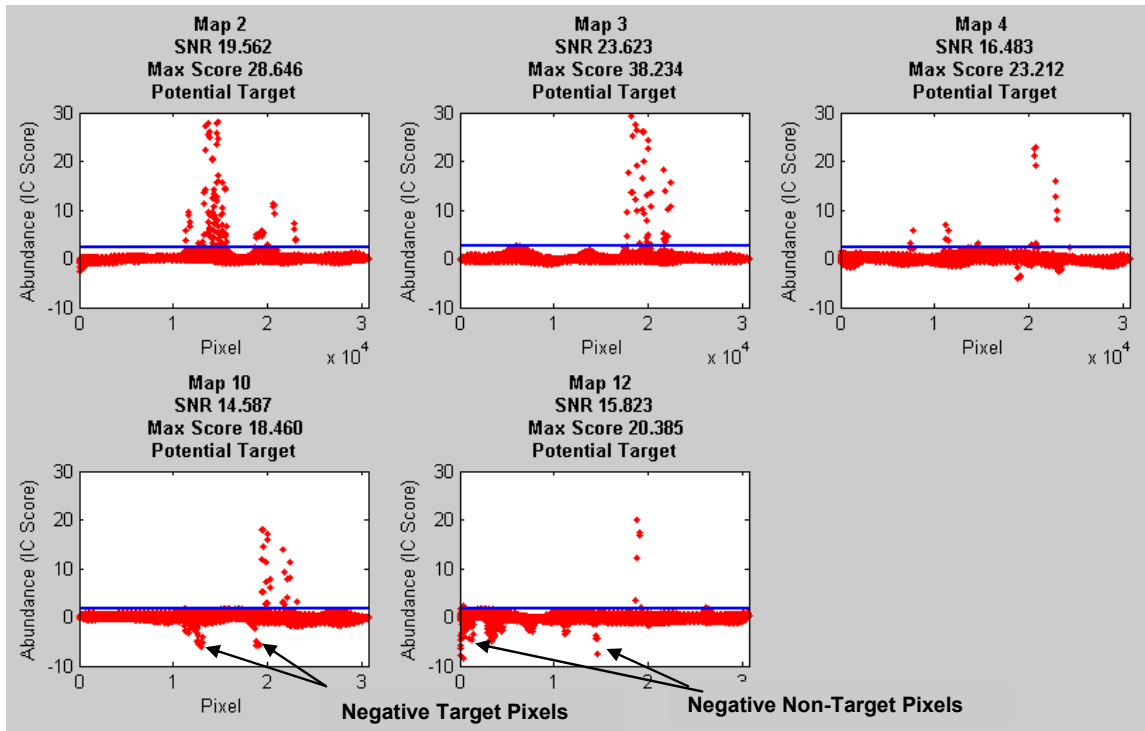 Map 2
SNR 19.562
Max Score 28.646
Potential Target
Abundance (IC Score)
30
20
10
0
-10
0 1 2 3
Pixel
x 10^4
Map 3
SNR 23.623
Max Score 38.234
Potential Target
Abundance (IC Score)
30
20
10
0
-10
0 1 2 3
Pixel
x 10^4
Map 4
SNR 16.483
Max Score 23.212
Potential Target
Abundance (IC Score)
30
20
10
0
-10
0 1 2 3
Pixel
x 10^4
Map 10
SNR 14.587
Max Score 18.460
Potential Target
Abundance (IC Score)
30
20
10
0
-10
0 1 2 3
Pixel
Map 12
SNR 15.823
Max Score 20.385
Potential Target
Abundance (IC Score)
30
20
10
0
-10
0 1
Negative Target Pixels
Negative Non-Target Pixels